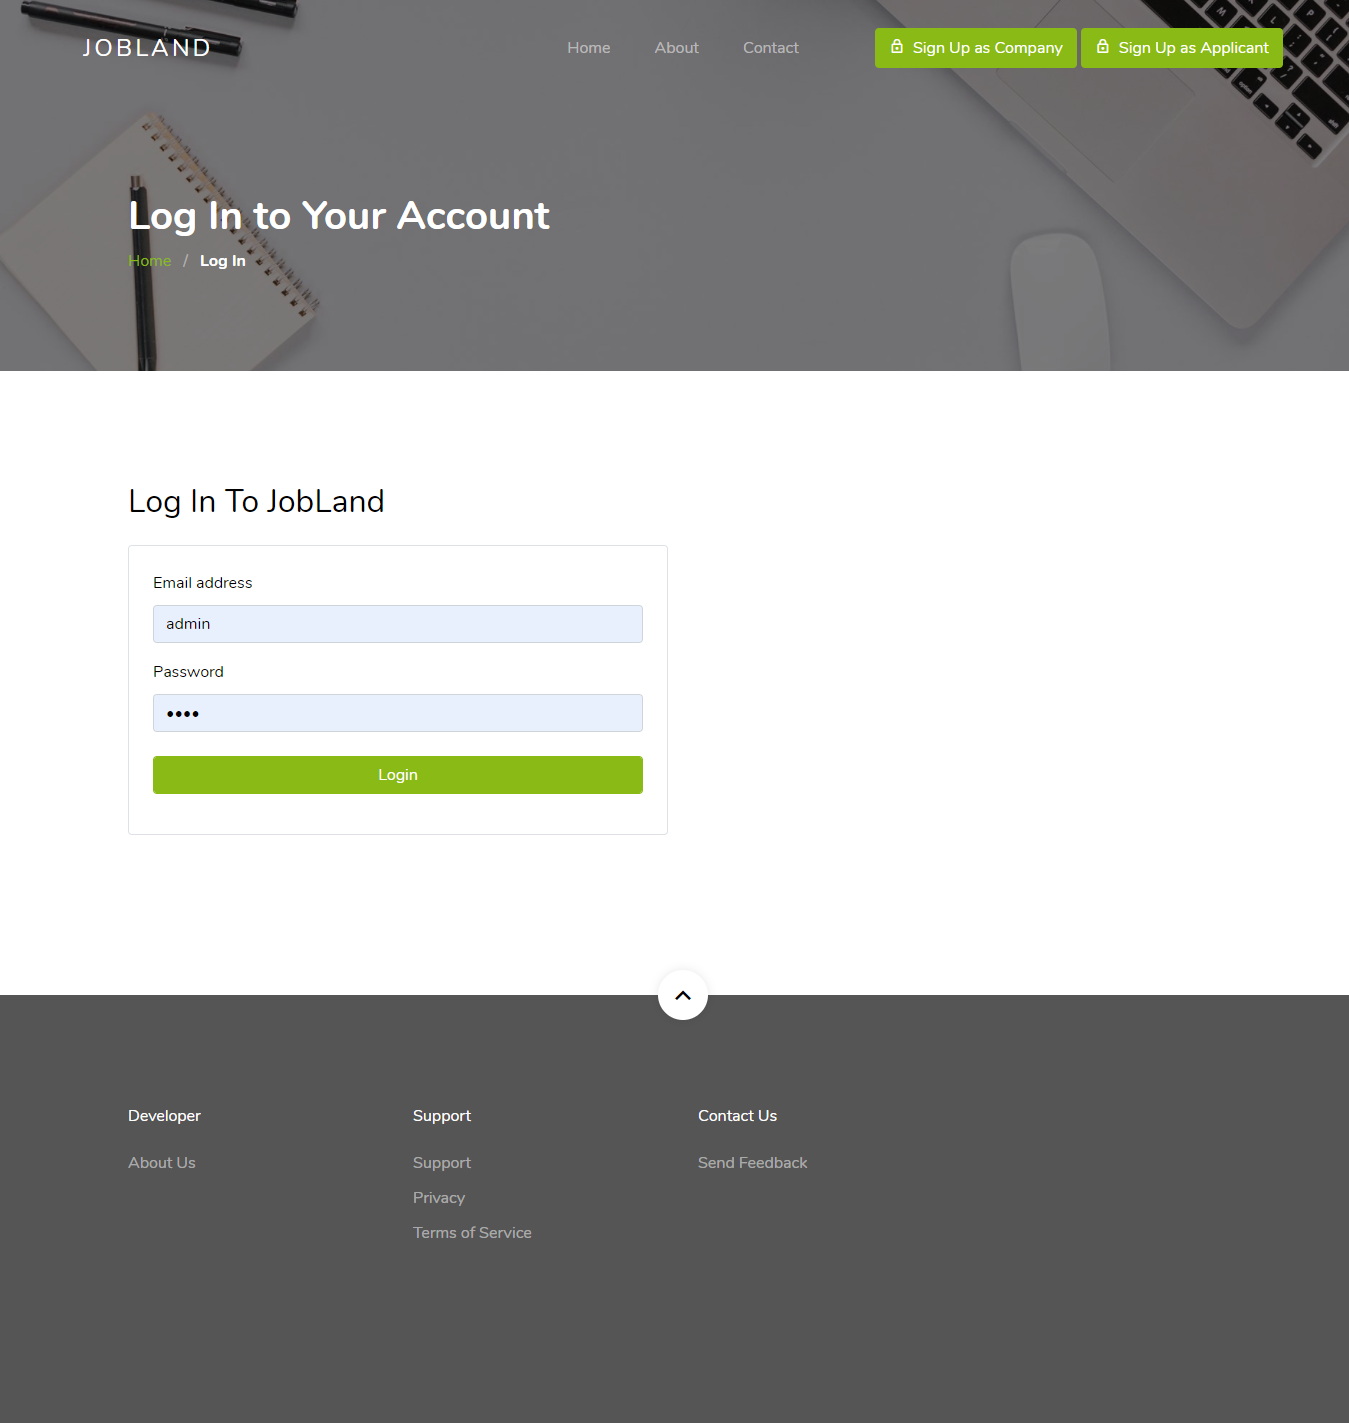 JOBLAND
Home About Contact Sign Up as Company Sign Up as Applicant
Log In to Your Account
Home / Log In
Log In To JobLand
Email address
admin
Password
••••
Login
Developer Support Contact Us
About Us Support Send Feedback
Privacy
Terms of Service